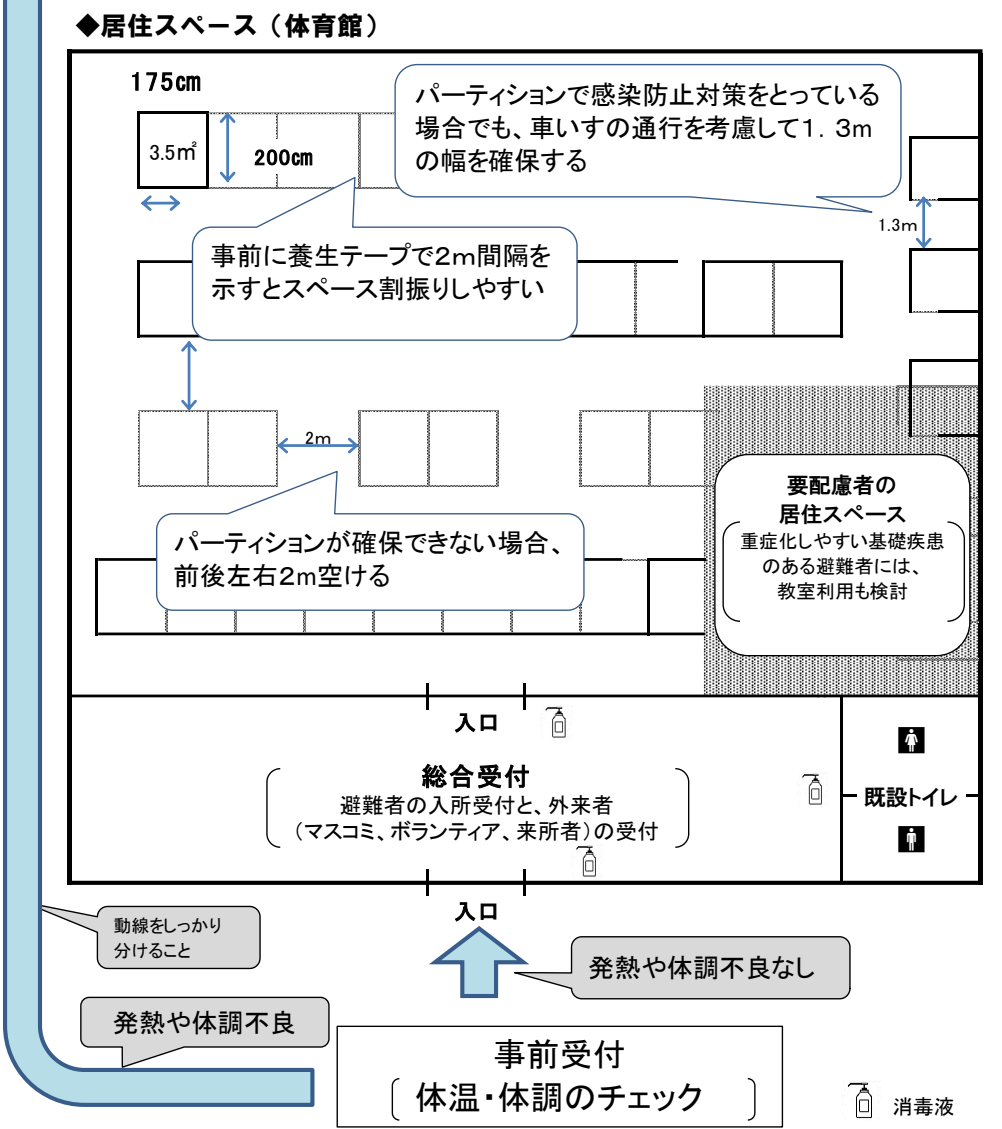 ◆居住スペース（体育館）
175㎝
パーティションで感染防止対策をとっている
場合でも、車いすの通行を考慮して１．３ｍ
の幅を確保する
3.5㎡
200㎝
1.3ｍ
事前に養生テープで２ｍ間隔を
示すとスペース割振りしやすい
2ｍ
パーティションが確保できない場合、
前後左右２ｍ空ける
要配慮者の
居住スペース
重症化しやすい基礎疾患
のある避難者には、
教室利用も検討
入口
総合受付
避難者の入所受付と、外来者
（マスコミ、ボランティア、来所者）の受付
既設トイレ
入口
動線をしっかり
分けること
発熱や体調不良なし
発熱や体調不良
事前受付
体温・体調のチェック
消毒液